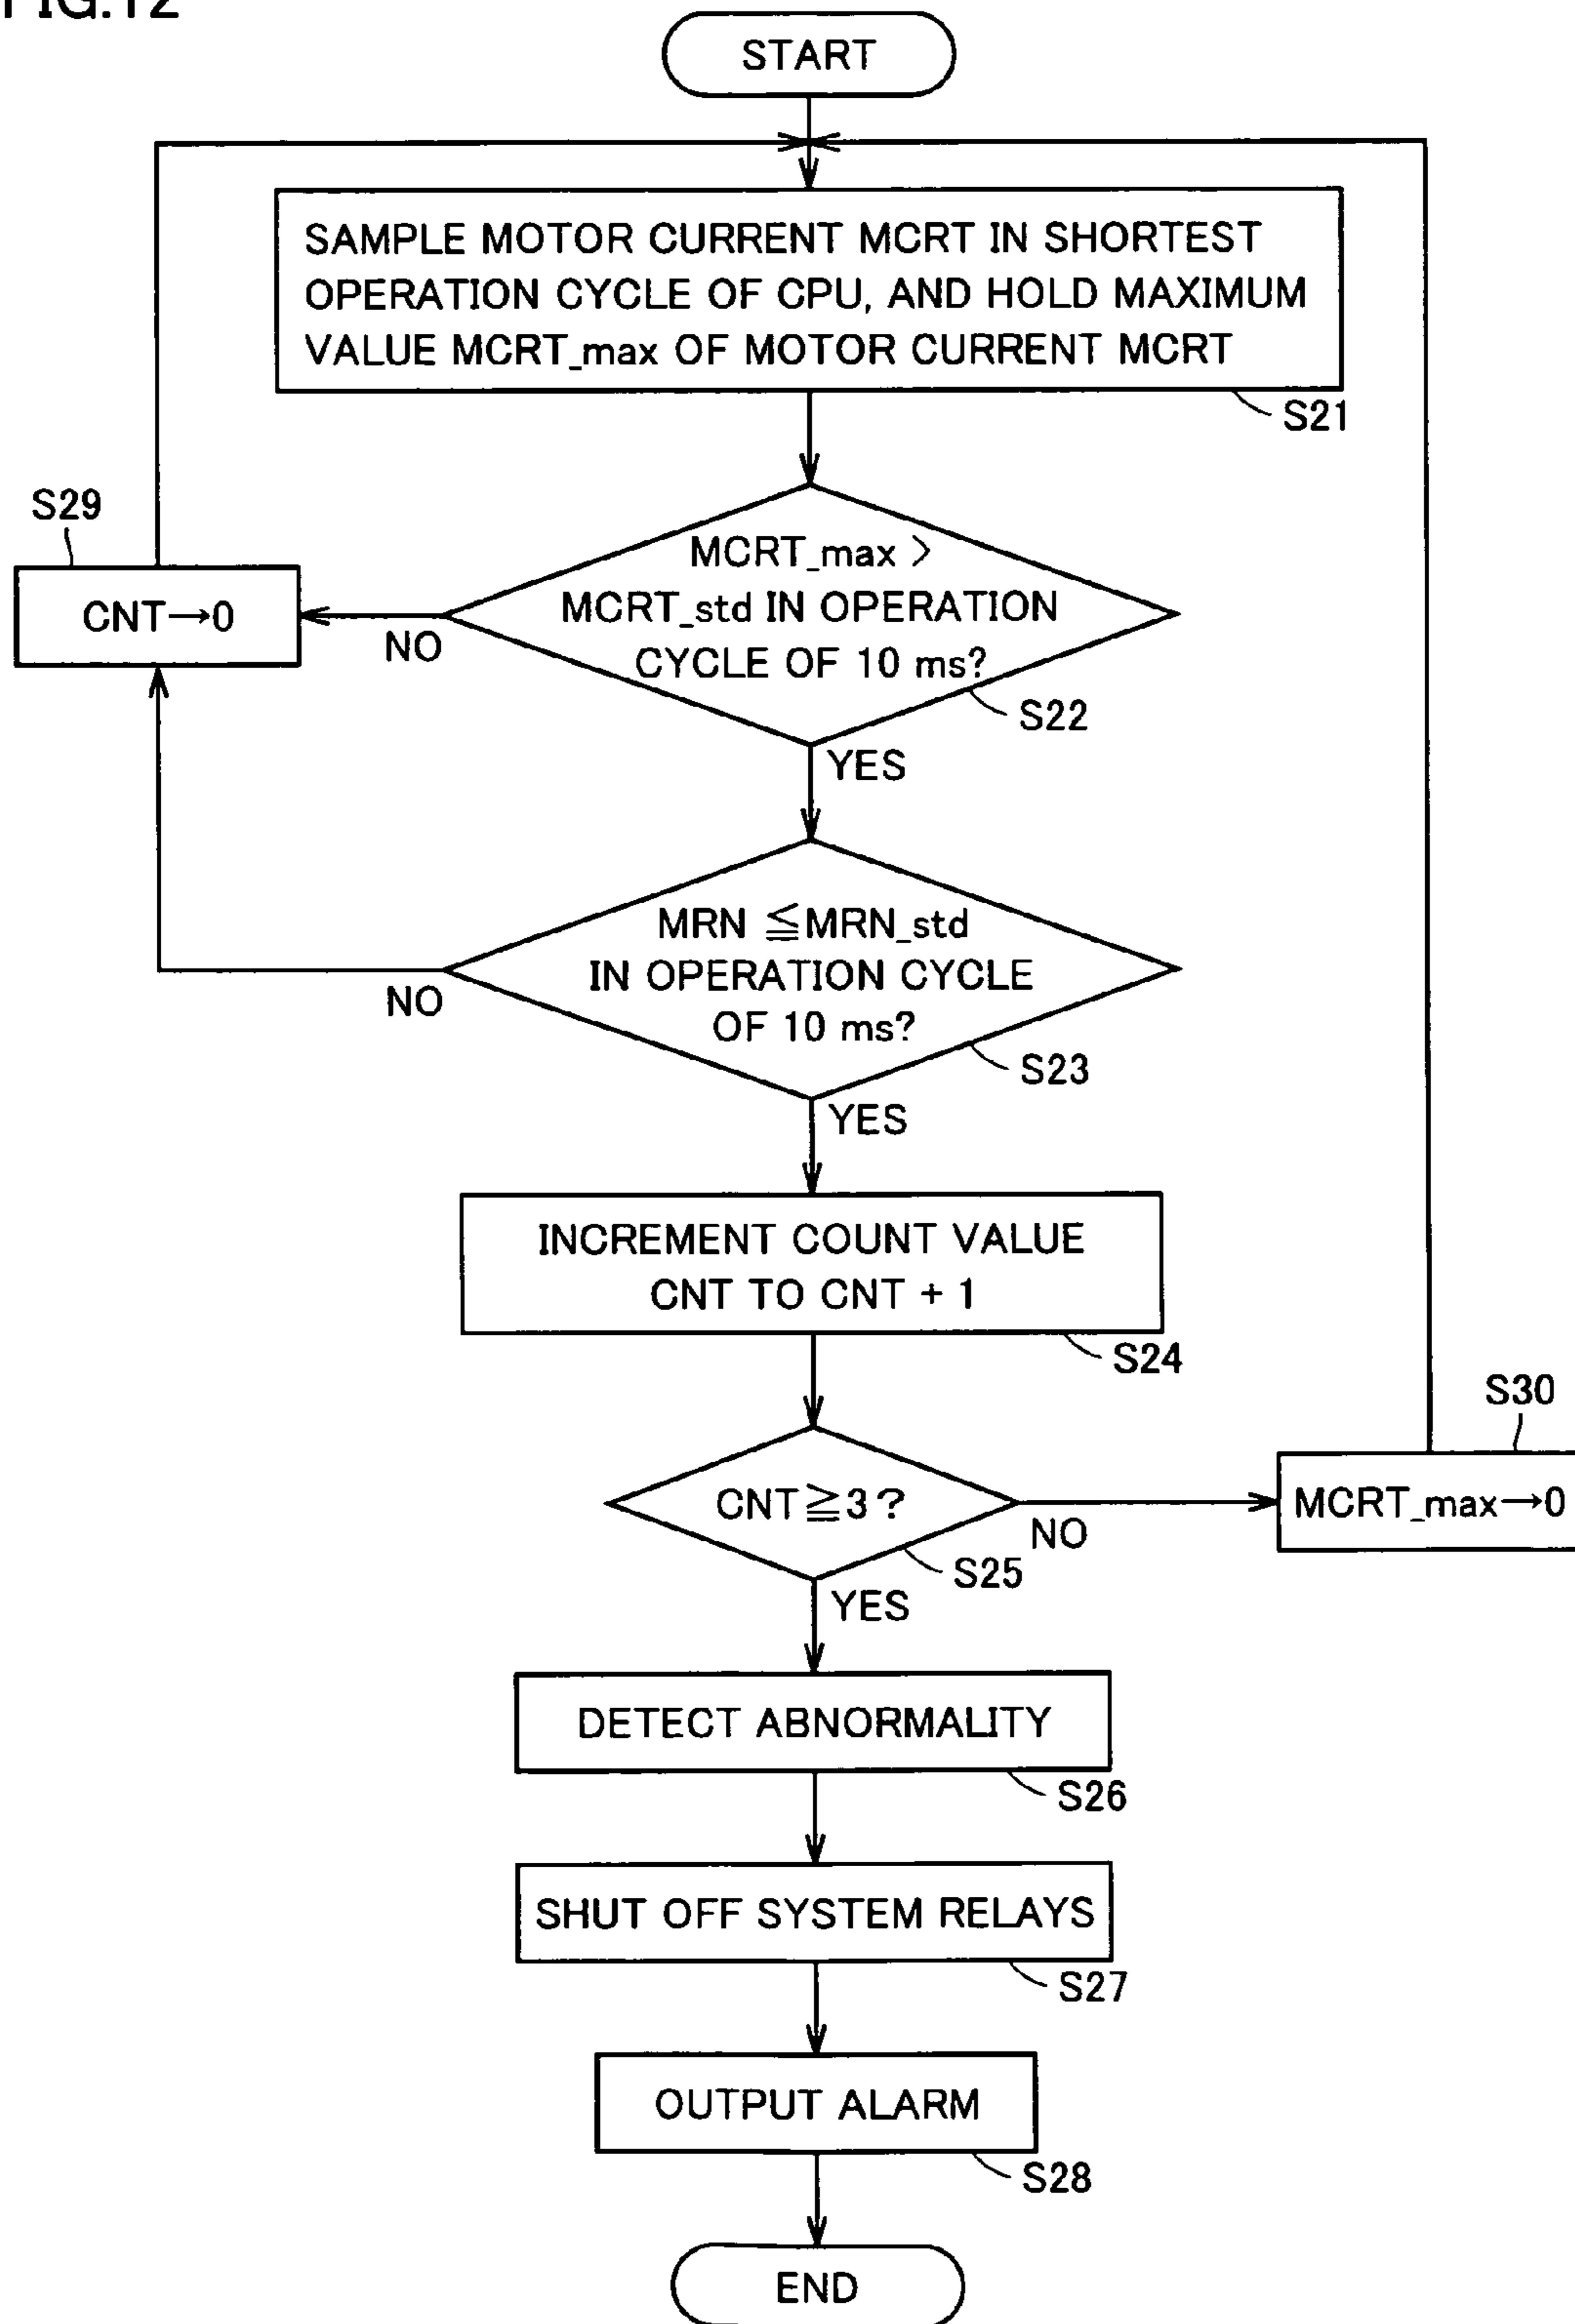 FIG.12
START
SAMPLE MOTOR CURRENT MCRT IN SHORTEST
OPERATION CYCLE OF CPU, AND HOLD MAXIMUM
VALUE MCRT_max OF MOTOR CURRENT MCRT
S21
S29
CNT→0
MCRT_max >
MCRT_std IN OPERATION
CYCLE OF 10 ms?
NO
S22
YES
MRN ≦MRN_std
IN OPERATION CYCLE
OF 10 ms?
NO
S23
YES
INCREMENT COUNT VALUE
CNT TO CNT + 1
S24
S30
CNT≧3?
NO
MCRT_max→0
S25
YES
DETECT ABNORMALITY
S26
SHUT OFF SYSTEM RELAYS
S27
OUTPUT ALARM
S28
END